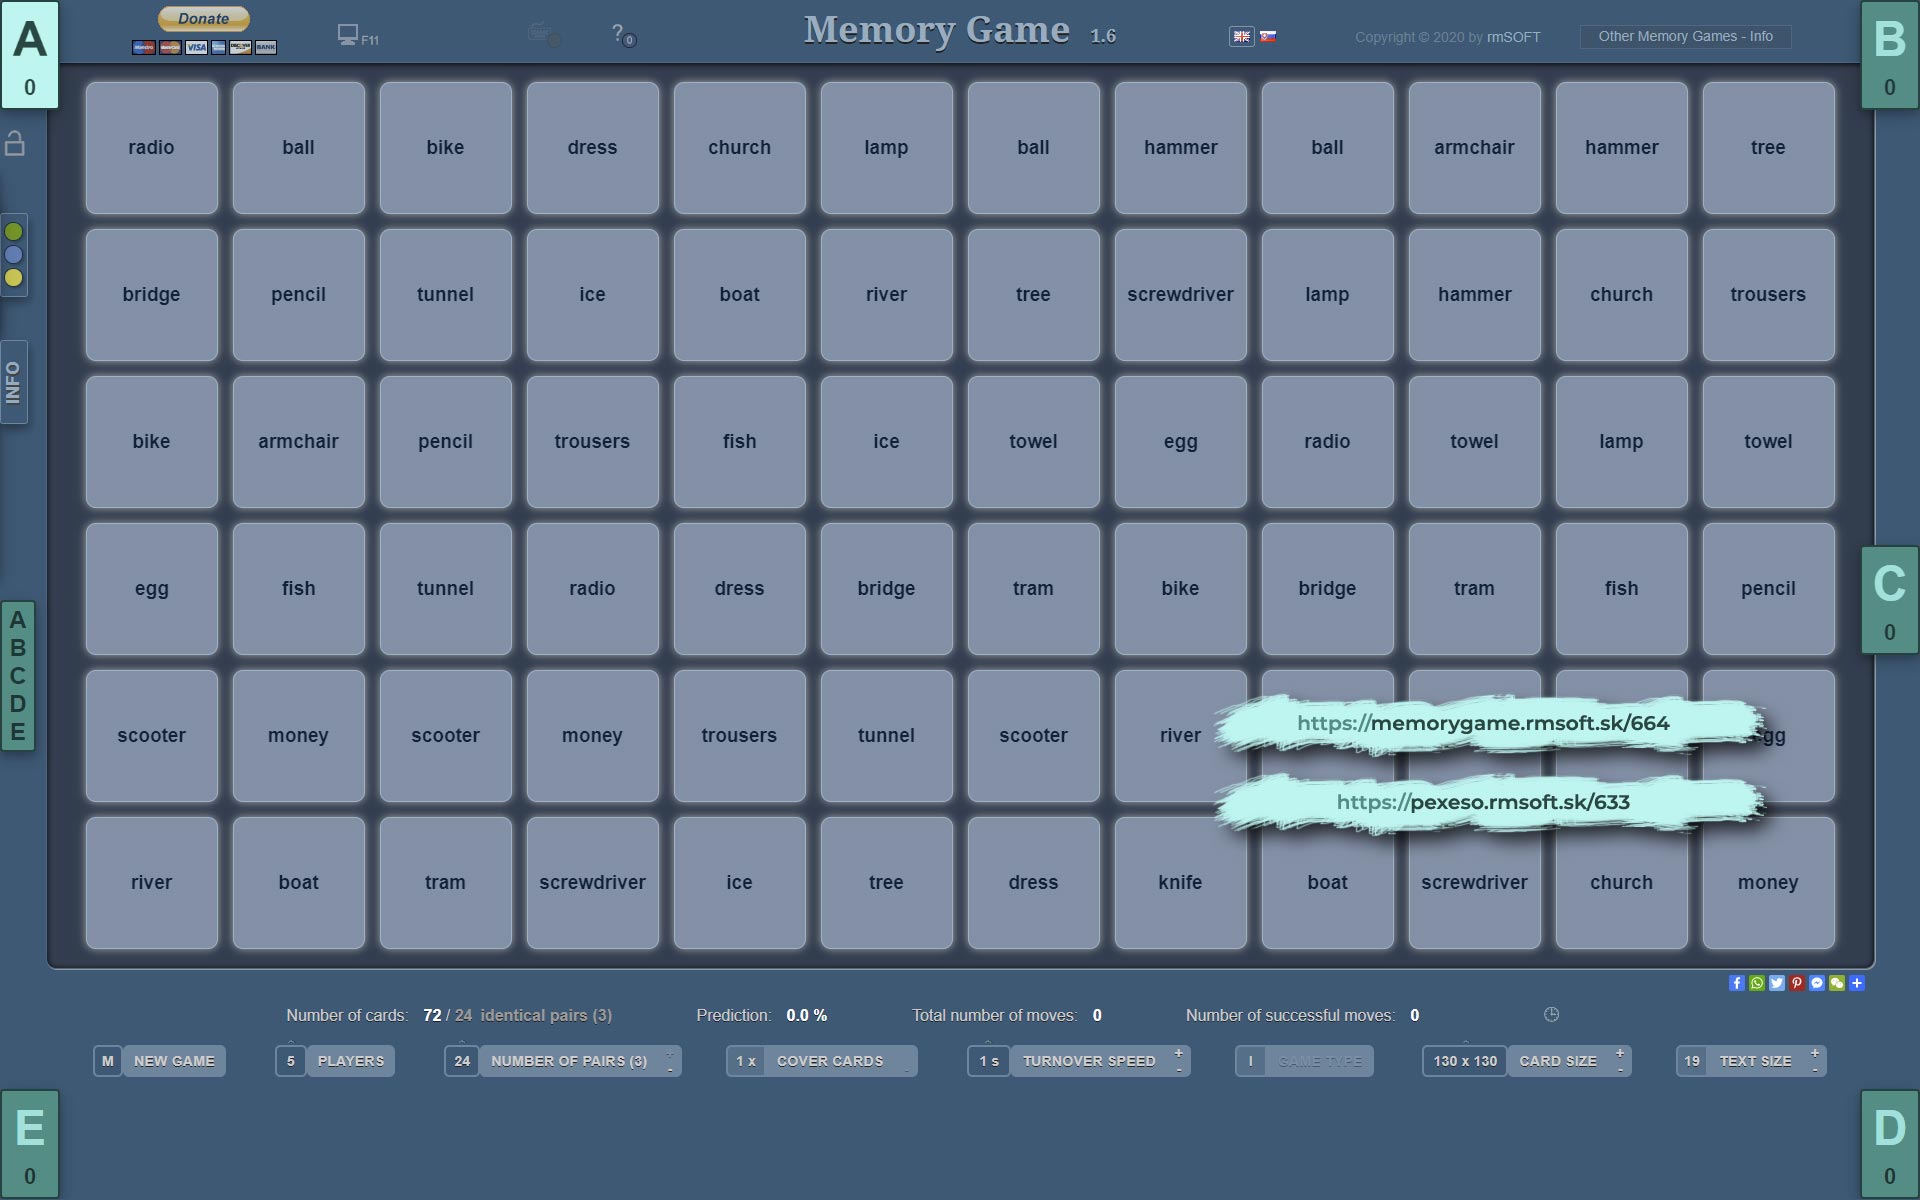 A
0
Donate
Maestro MasterCard VISA DISCOVER BANK
F11
? 0
Memory Game 1.6
Copyright © 2020 by rmSOFT
Other Memory Games - Info
B
0
radio ball bike dress church lamp ball hammer ball armchair hammer tree
bridge pencil tunnel ice boat river tree screwdriver lamp hammer church trousers
INFO
bike armchair pencil trousers fish ice towel egg radio towel lamp towel
egg fish tunnel radio dress bridge tram bike bridge tram fish pencil
C
0
A
B
C
D
E
scooter money scooter money trousers tunnel scooter river
https://memorygame.rmsoft.sk/664
https://pexeso.rmsoft.sk/633
river boat tram screwdriver ice tree dress knife boat screwdriver church money
Number of cards: 72 / 24 identical pairs (3) Prediction: 0.0 % Total number of moves: 0 Number of successful moves: 0
M NEW GAME 5 PLAYERS 24 NUMBER OF PAIRS (3) + - 1 x COVER CARDS - 1 s TURNOVER SPEED + - I GAME TYPE 130 x 130 CARD SIZE + - 19 TEXT SIZE + -
E
0
D
0